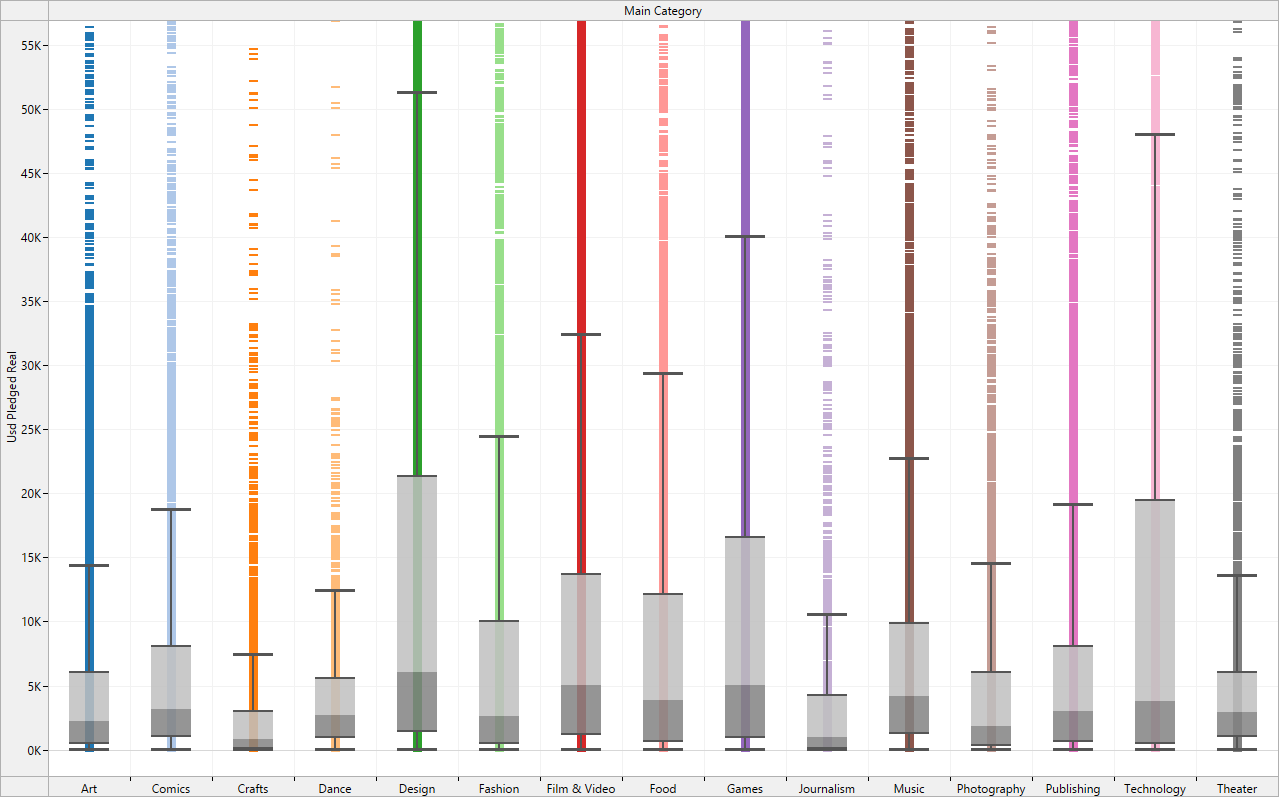 Main Category
Usd Pledged Real
55K
50K
45K
40K
35K
30K
25K
20K
15K
10K
5K
0K
Art Comics Crafts Dance Design Fashion Film & Video Food Games Journalism Music Photography Publishing Technology Theater